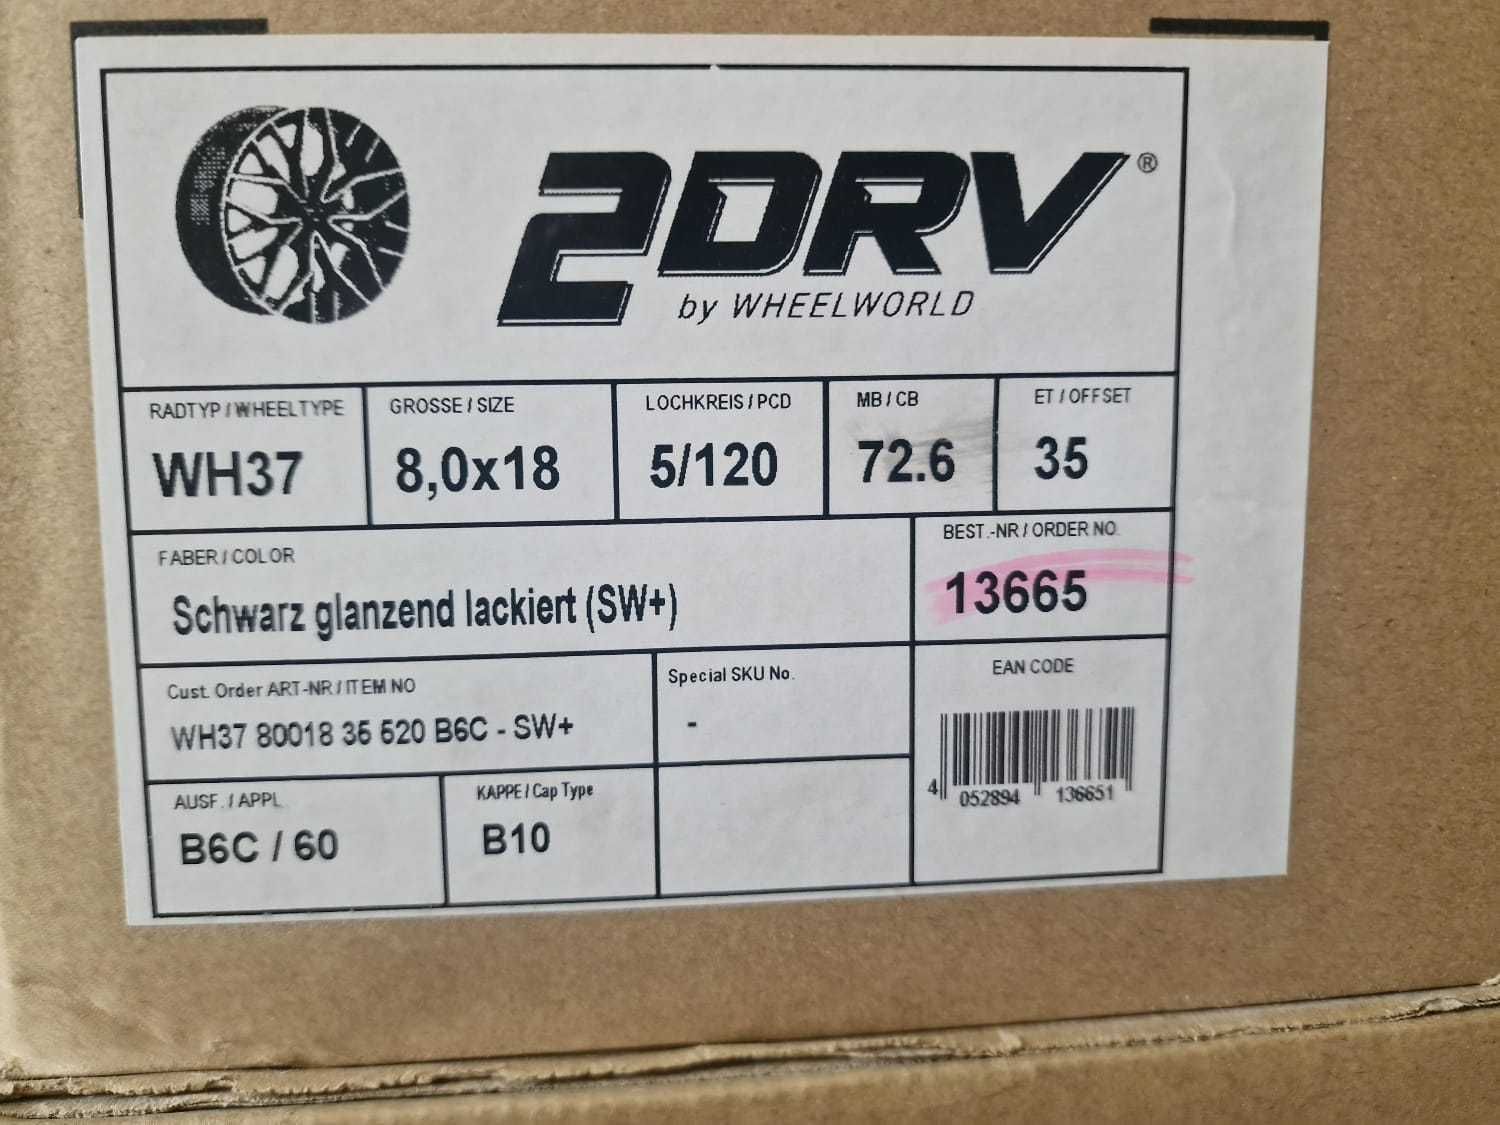 2DRV®
by WHEELWORLD
RADTYP / WHEELTYPE
WH37
GROSSE / SIZE
8,0x18
LOCHKREIS / PCD
5/120
MB / CB
72.6
ET / OFFSET
35
FABER / COLOR
Schwarz glanzend lackiert (SW+)
BEST.-NR / ORDER NO.
13665
Cust. Order ART-NR / ITEM NO
WH37 80018 35 520 B6C - SW+
Special SKU No.
-
EAN CODE
4 052894 136651
AUSF. / APPL.
B6C / 60
KAPPE / Cap Type
B10